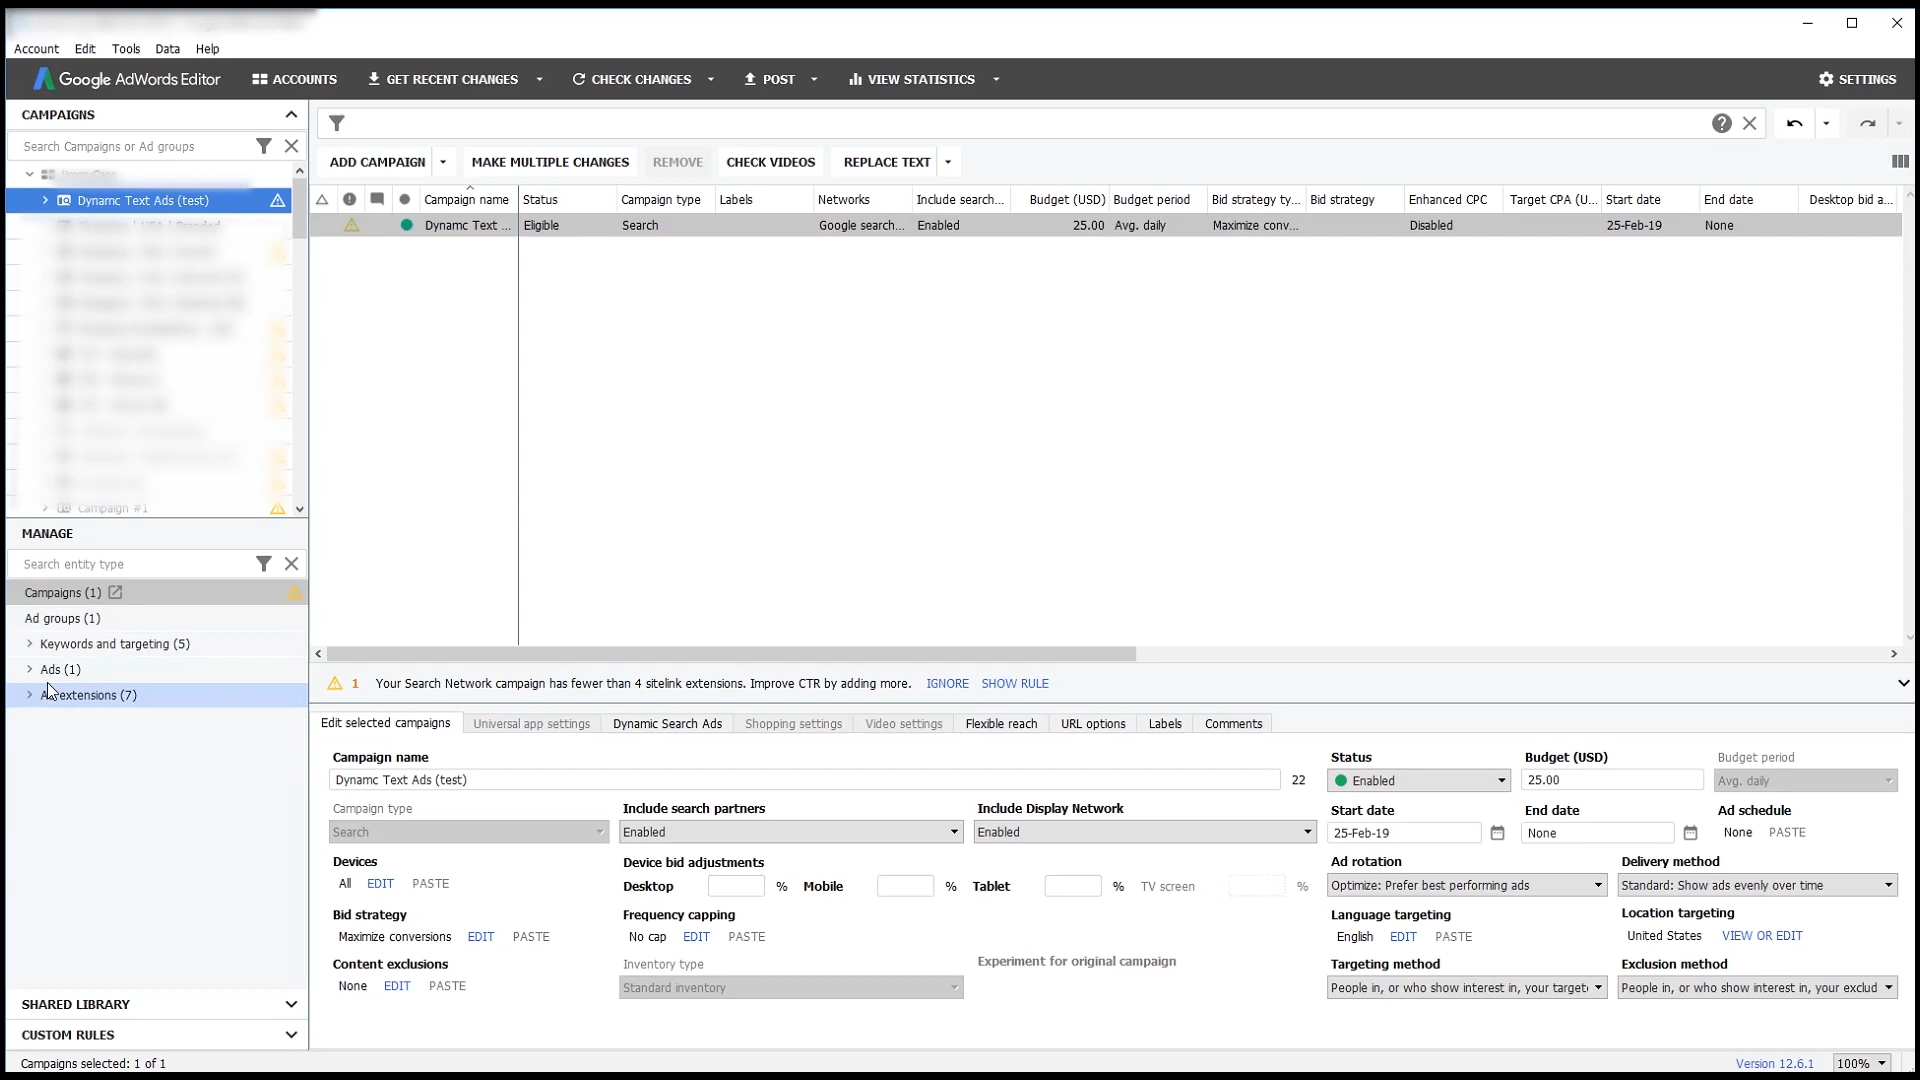 Account Edit Tools Data Help
Google AdWords Editor ACCOUNTS GET RECENT CHANGES CHECK CHANGES POST VIEW STATISTICS SETTINGS
CAMPAIGNS
Search Campaigns or Ad groups
Dynamc Text Ads (test)
Campaign #1
MANAGE
Search entity type
Campaigns (1)
Ad groups (1)
Keywords and targeting (5)
Ads (1)
extensions (7)
SHARED LIBRARY
CUSTOM RULES
Campaigns selected: 1 of 1
ADD CAMPAIGN MAKE MULTIPLE CHANGES REMOVE CHECK VIDEOS REPLACE TEXT
Campaign name Status Campaign type Labels Networks Include search... Budget (USD) Budget period Bid strategy ty... Bid strategy Enhanced CPC Target CPA (U... Start date End date Desktop bid a...
Dynamc Text ... Eligible Search Google search... Enabled 25.00 Avg. daily Maximize conv... Disabled 25-Feb-19 None
1 Your Search Network campaign has fewer than 4 sitelink extensions. Improve CTR by adding more. IGNORE SHOW RULE
Edit selected campaigns Universal app settings Dynamic Search Ads Shopping settings Video settings Flexible reach URL options Labels Comments
Campaign name Status Budget (USD) Budget period
Dynamc Text Ads (test) 22 Enabled 25.00 Avg. daily
Campaign type Include search partners Include Display Network Start date End date Ad schedule
Search Enabled Enabled 25-Feb-19 None None PASTE
Devices Device bid adjustments Ad rotation Delivery method
All EDIT PASTE Desktop % Mobile % Tablet % TV screen % Optimize: Prefer best performing ads Standard: Show ads evenly over time
Bid strategy Frequency capping Language targeting Location targeting
Maximize conversions EDIT PASTE No cap EDIT PASTE English EDIT PASTE United States VIEW OR EDIT
Content exclusions Inventory type Experiment for original campaign Targeting method Exclusion method
None EDIT PASTE Standard inventory People in, or who show interest in, your target People in, or who show interest in, your exclud
Version 12.6.1 100%